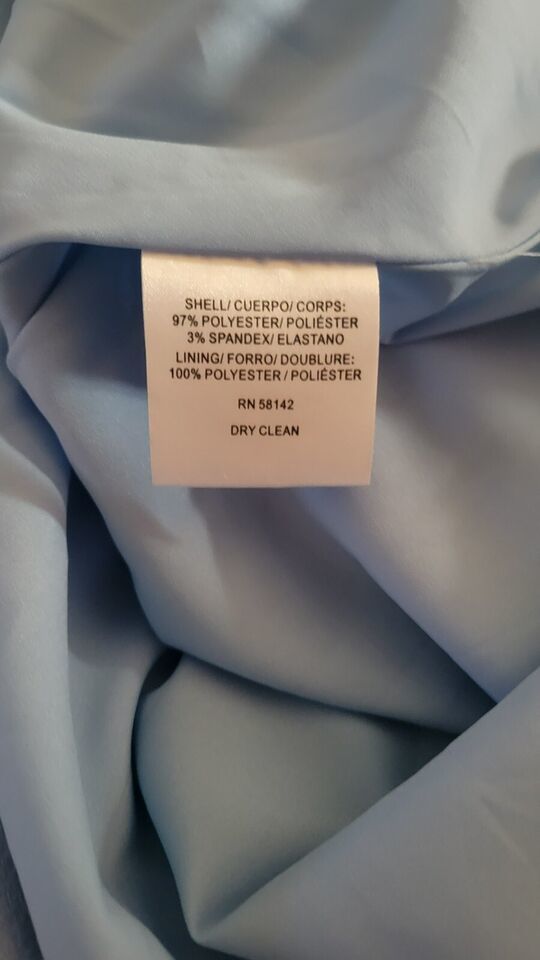 SHELL/ CUERPO/ CORPS:
97% POLYESTER/ POLIÉSTER
3% SPANDEX/ ELASTANO
LINING/ FORRO/ DOUBLURE:
100% POLYESTER / POLIÉSTER
RN 58142
DRY CLEAN